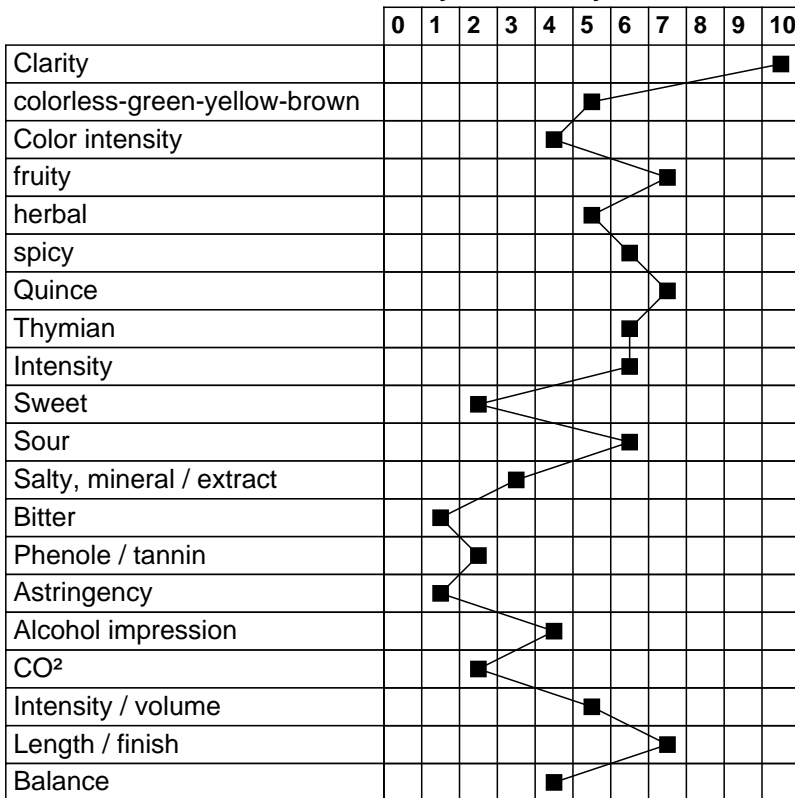 0 1 2 3 4 5 6 7 8 9 10
Clarity
colorless-green-yellow-brown
Color intensity
fruity
herbal
spicy
Quince
Thymian
Intensity
Sweet
Sour
Salty, mineral / extract
Bitter
Phenole / tannin
Astringency
Alcohol impression
CO²
Intensity / volume
Length / finish
Balance